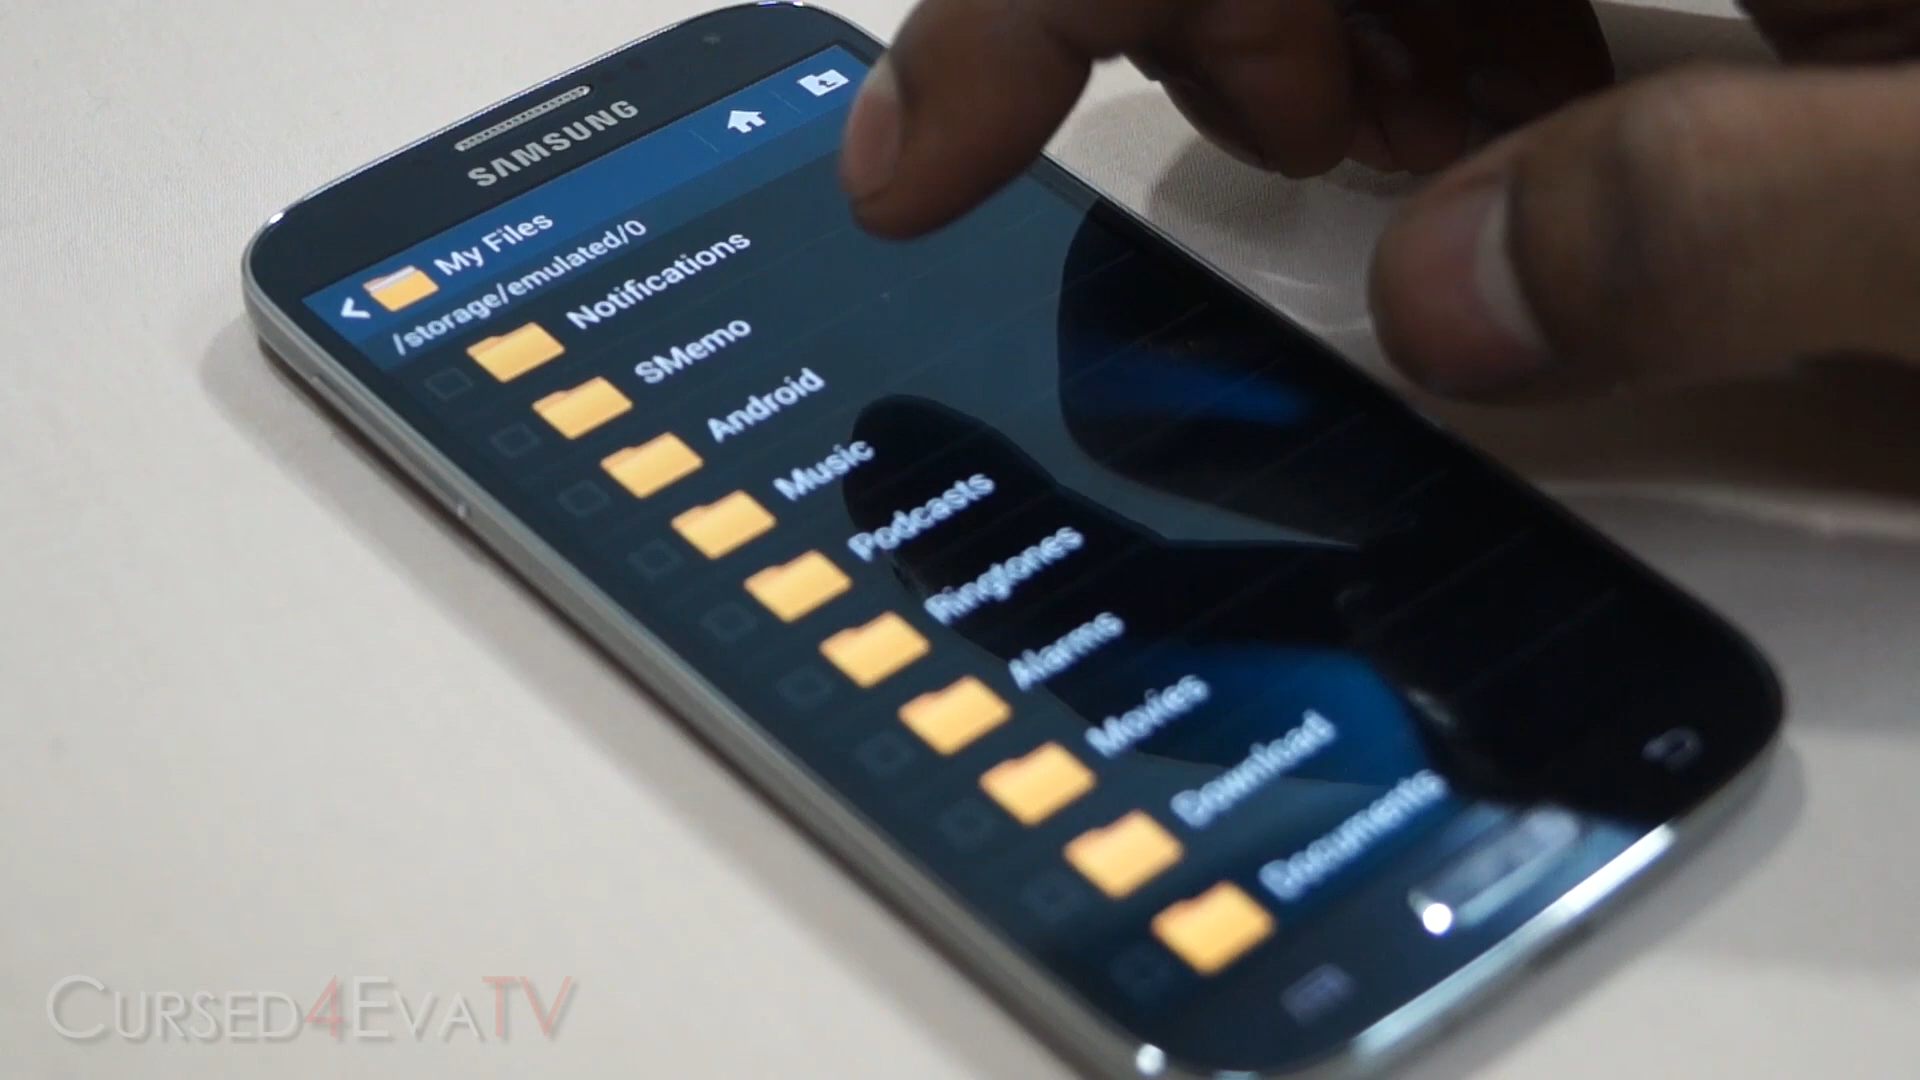 SAMSUNG
My Files
/storage/emulated/0
Notifications
SMemo
Android
Music
Podcasts
Ringtones
Alarms
Movies
Download
Documents
CURSED4EVATV